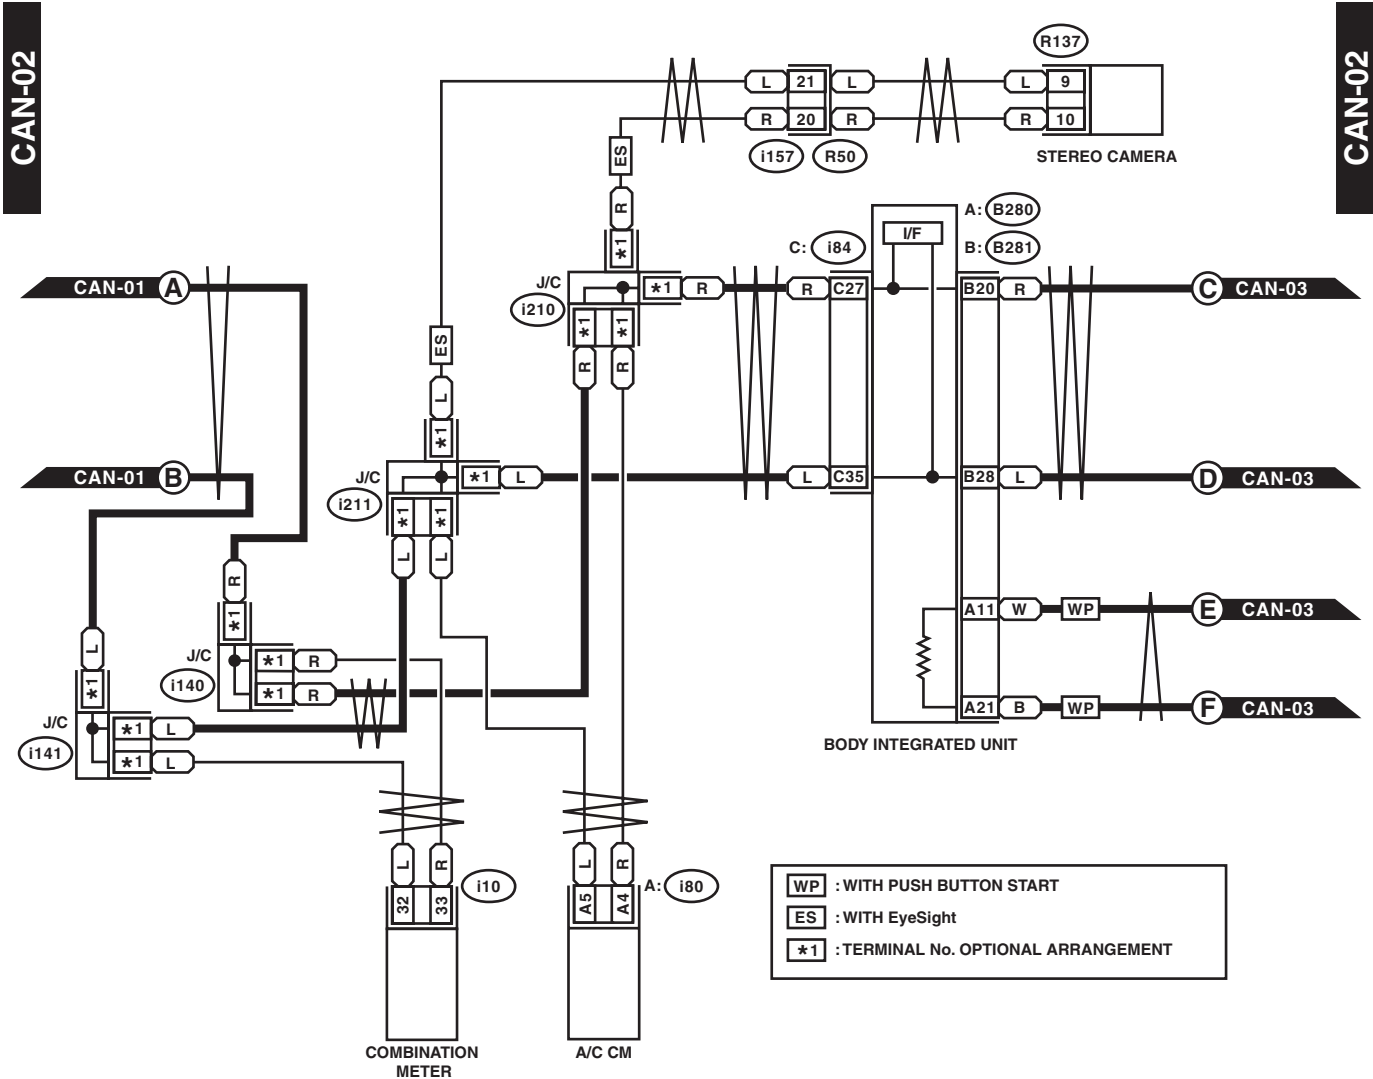 CAN-02
CAN-02
R137
L 21 L L 9
R 20 R R 10
i157 R50
STEREO CAMERA
ES
R
*1
A: B280
I/F
C: i84 B: B281
CAN-01 A
J/C *1 R R C27 B20 R C CAN-03
i210
*1 *1
ES
R R
L
*1
CAN-01 B
J/C *1 L L C35 B28 L D CAN-03
i211
*1 *1
L L
R
*1
A11 W WP E CAN-03
L
J/C *1 R
*1 i140 *1 R
A21 B WP F CAN-03
J/C *1 L
i141 *1 L
BODY INTEGRATED UNIT
L R L R
i10 A: i80
32 33 A5 A4
WP : WITH PUSH BUTTON START
ES : WITH EyeSight
*1 : TERMINAL No. OPTIONAL ARRANGEMENT
COMBINATION
METER
A/C CM